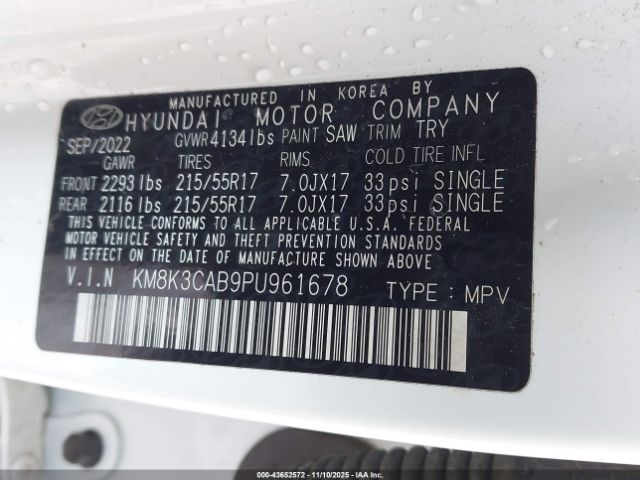 MANUFACTURED IN KOREA BY
HYUNDAI MOTOR COMPANY
SEP/2022 GVWR 4134 lbs PAINT SAW TRIM TRY
GAWR TIRES RIMS COLD TIRE INFL
FRONT 2293 lbs 215/55R17 7.0JX17 33 psi SINGLE
REAR 2116 lbs 215/55R17 7.0JX17 33 psi SINGLE
THIS VEHICLE CONFORMS TO ALL APPLICABLE U.S.A. FEDERAL
MOTOR VEHICLE SAFETY AND THEFT PREVENTION STANDARDS
IN EFFECT ON THE DATE OF MANUFACTURE SHOWN ABOVE.
V.I.N KM8K3CAB9PU961678 TYPE : MPV
000-43652572 | 11/10/2025 | IAA Inc.